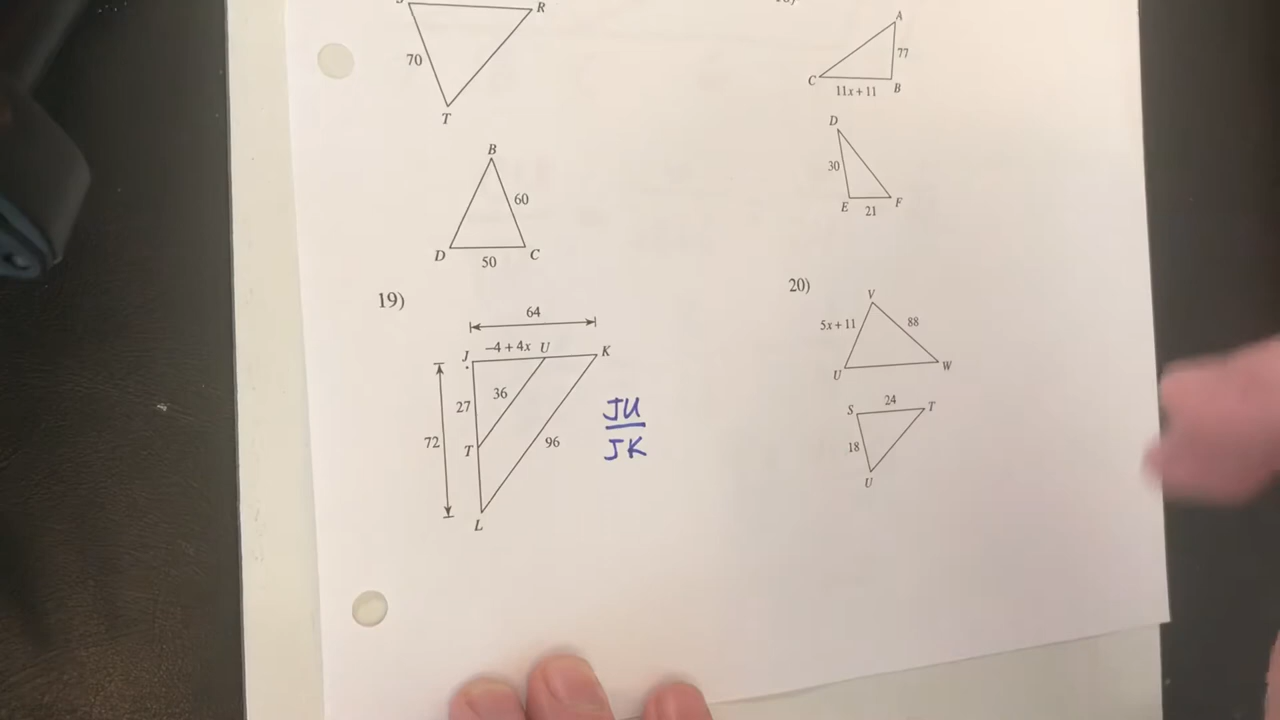 R
70
T
B
60
D
50
C
A
77
C
11x + 11
B
D
30
E
21
F
19)
64
J
−4 + 4x
U
K
27
36
72
T
96
L
JU
JK
20)
V
5x + 11
88
U
W
S
24
T
18
U